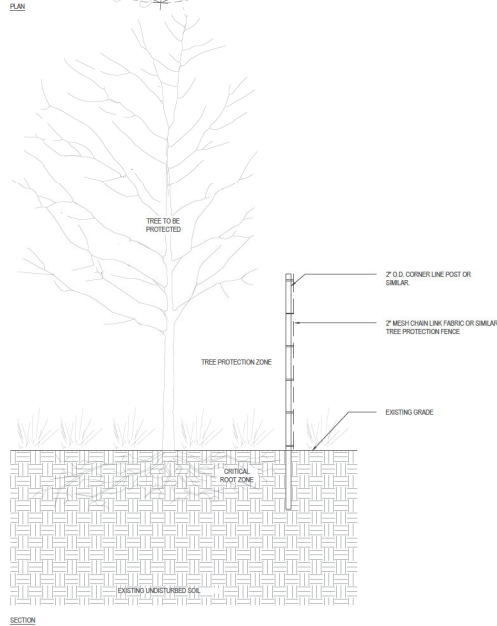 PLAN
TREE TO BE
PROTECTED
2" O.D. CORNER LINE POST OR
SIMILAR.
2" MESH CHAIN LINK FABRIC OR SIMILAR
TREE PROTECTION FENCE
TREE PROTECTION ZONE
EXISTING GRADE
CRITICAL
ROOT ZONE
EXISTING UNDISTURBED SOIL
SECTION